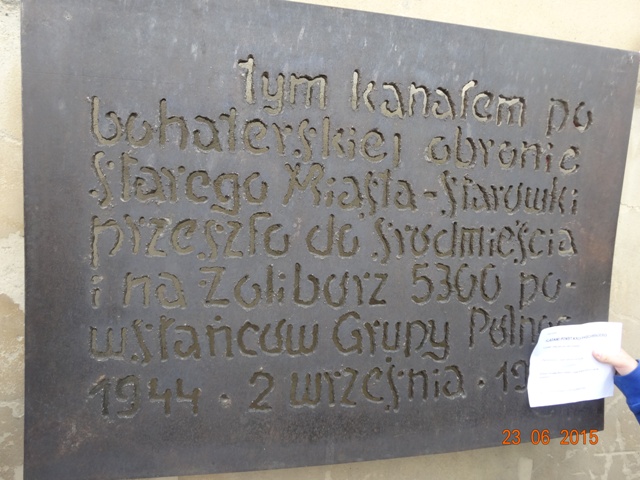 Tym kanałem po
bohaterskiej obronie
Starego Miasta-Starówki
przeszło do Śródmieścia
i na Żoliborz 5300 po-
wstańców Grupy
1944 · 2 września ·
23 06 2015